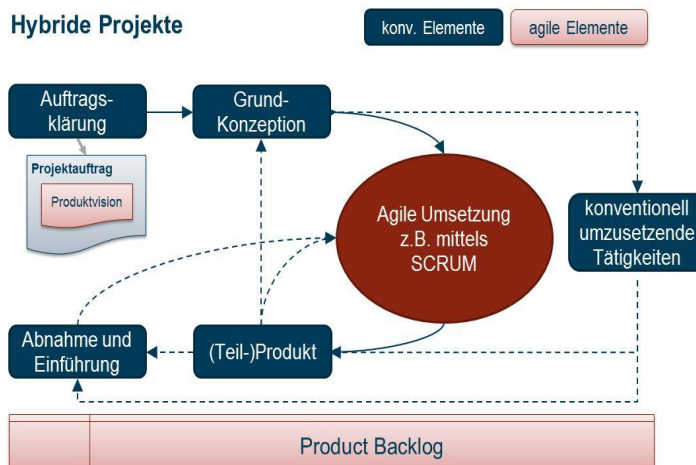 Hybride Projekte
konv. Elemente
agile Elemente
Auftrags-
klärung
Grund-
Konzeption
Projektauftrag
Produktvision
Agile Umsetzung
z.B. mittels
SCRUM
konventionell
umzusetzende
Tätigkeiten
Abnahme und
Einführung
(Teil-)Produkt
Product Backlog